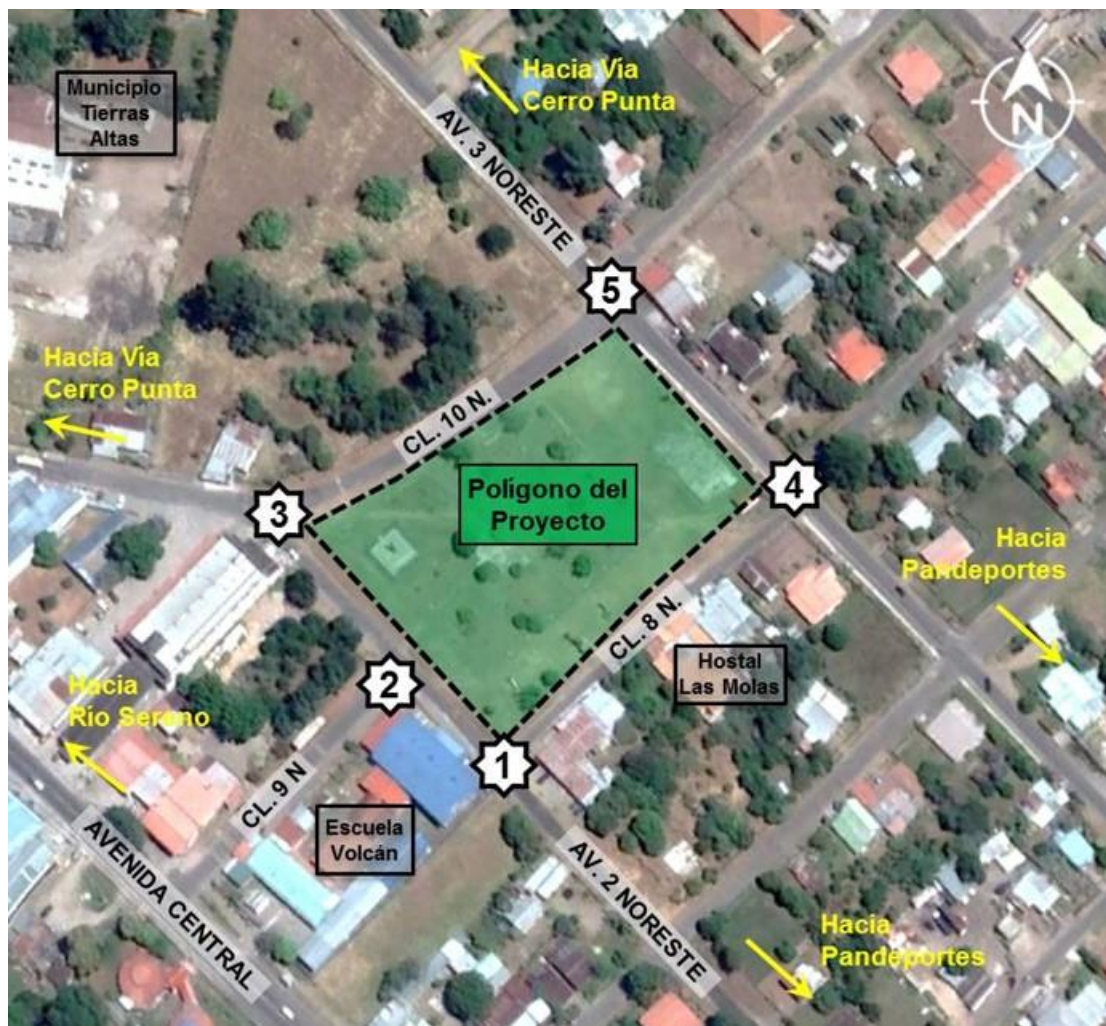 Municipio
Tierras
Altas
Hacia Vía
Cerro Punta
N
AV. 3 NORESTE
5
Hacia Vía
Cerro Punta
CL. 10 N.
Polígono del
Proyecto
4
3
Hacia
Pandeportes
CL. 8 N.
Hostal
Las Molas
2
Hacia
Río Sereno
1
CL. 9 N
Escuela
Volcán
AVENIDA CENTRAL
AV. 2 NORESTE
Hacia
Pandeportes